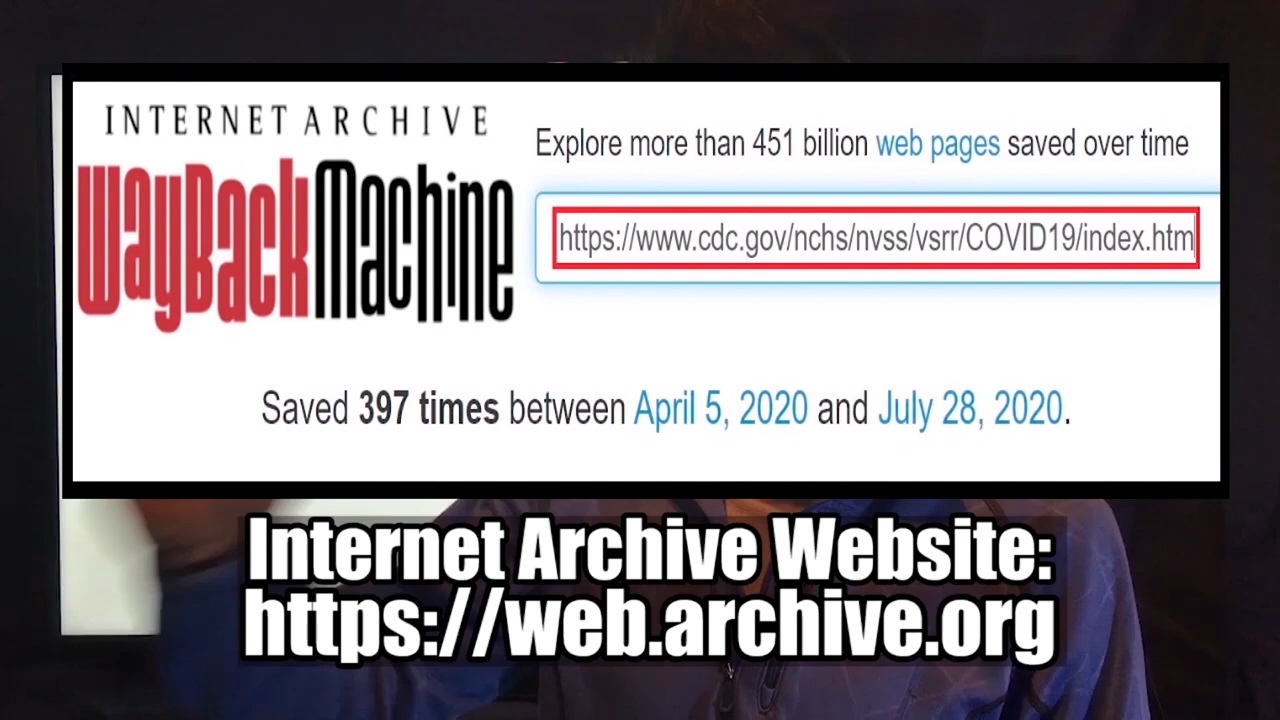 INTERNET ARCHIVE
WayBackMachine
Explore more than 451 billion web pages saved over time
https://www.cdc.gov/nchs/nvss/vsrr/COVID19/index.htm
Saved 397 times between April 5, 2020 and July 28, 2020.
Internet Archive Website:
https://web.archive.org